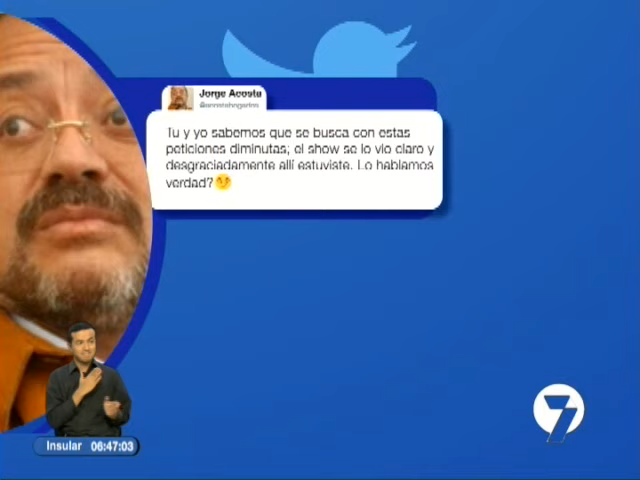 Jorge Acosta
Tu y yo sabemos que se busca con estas
peticiones diminutas; el show se lo vio claro y
desgraciadamente allí estuviste. Lo hablamos
verdad?
7
Insular 06:47:03